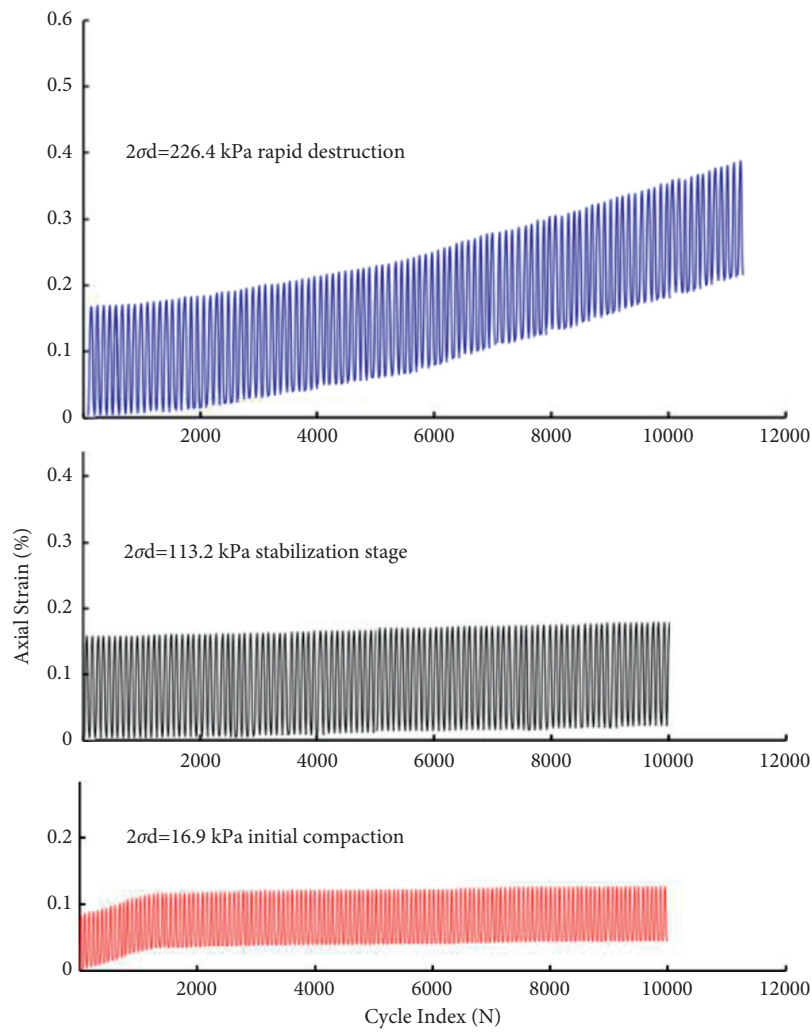 0.6
0.5
0.4
2σd=226.4 kPa rapid destruction
0.3
0.2
0.1
0
2000 4000 6000 8000 10000 12000
0.4
0.3
2σd=113.2 kPa stabilization stage
0.2
0.1
0
2000 4000 6000 8000 10000 12000
Axial Strain (%)
0.2
2σd=16.9 kPa initial compaction
0.1
0
2000 4000 6000 8000 10000 12000
Cycle Index (N)